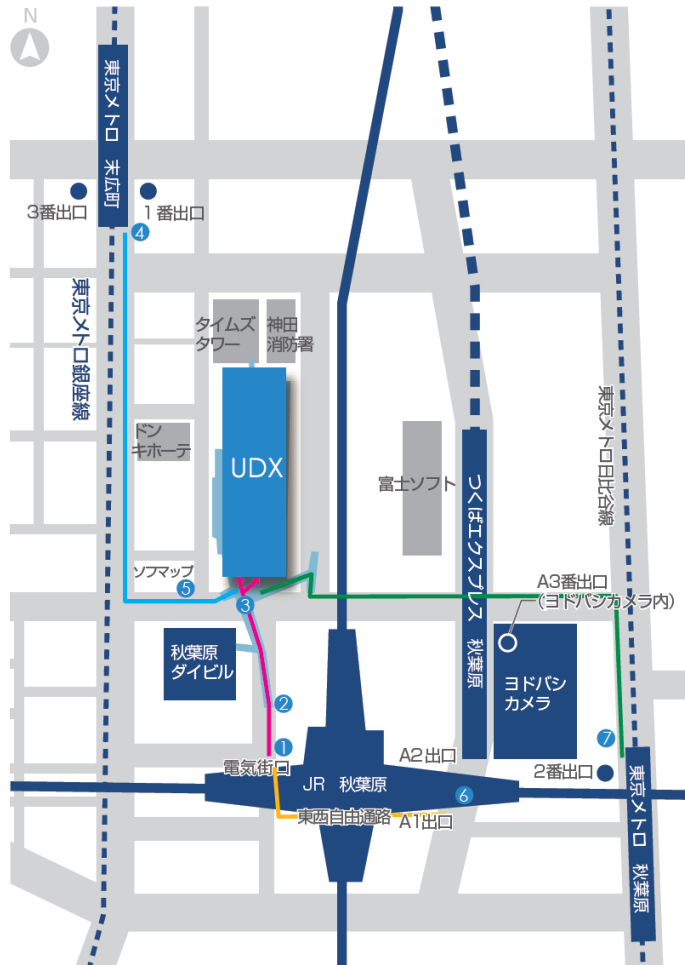 N
東京メトロ 末広町
3番出口
1番出口
4
東京メトロ銀座線
タイムズ
タワー
神田
消防署
ドン
キホーテ
UDX
富士ソフト
つくばエクスプレス 秋葉原
東京メトロ日比谷線
ソフマップ
5
3
A3番出口
(ヨドバシカメラ内)
秋葉原
ダイビル
2
ヨドバシ
カメラ
1
電気街口
7
A2出口
2番出口
JR 秋葉原
6
東西自由通路
A1出口
東京メトロ 秋葉原